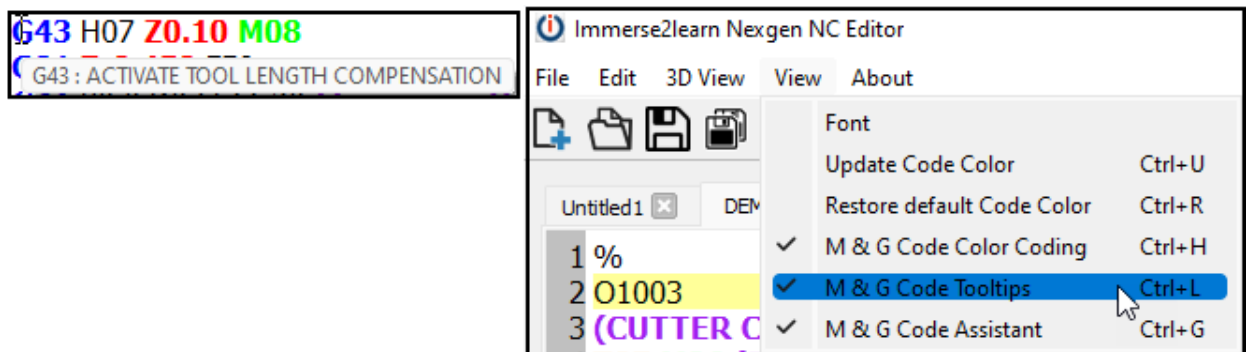 G43 H07 Z0.10 M08
G43 : ACTIVATE TOOL LENGTH COMPENSATION
Immerse2learn Nexgen NC Editor
File Edit 3D View View About
Font
Update Code Color Ctrl+U
Restore default Code Color Ctrl+R
M & G Code Color Coding Ctrl+H
M & G Code Tooltips Ctrl+L
M & G Code Assistant Ctrl+G
Untitled1 DEM
1 %
2 O1003
3 (CUTTER C